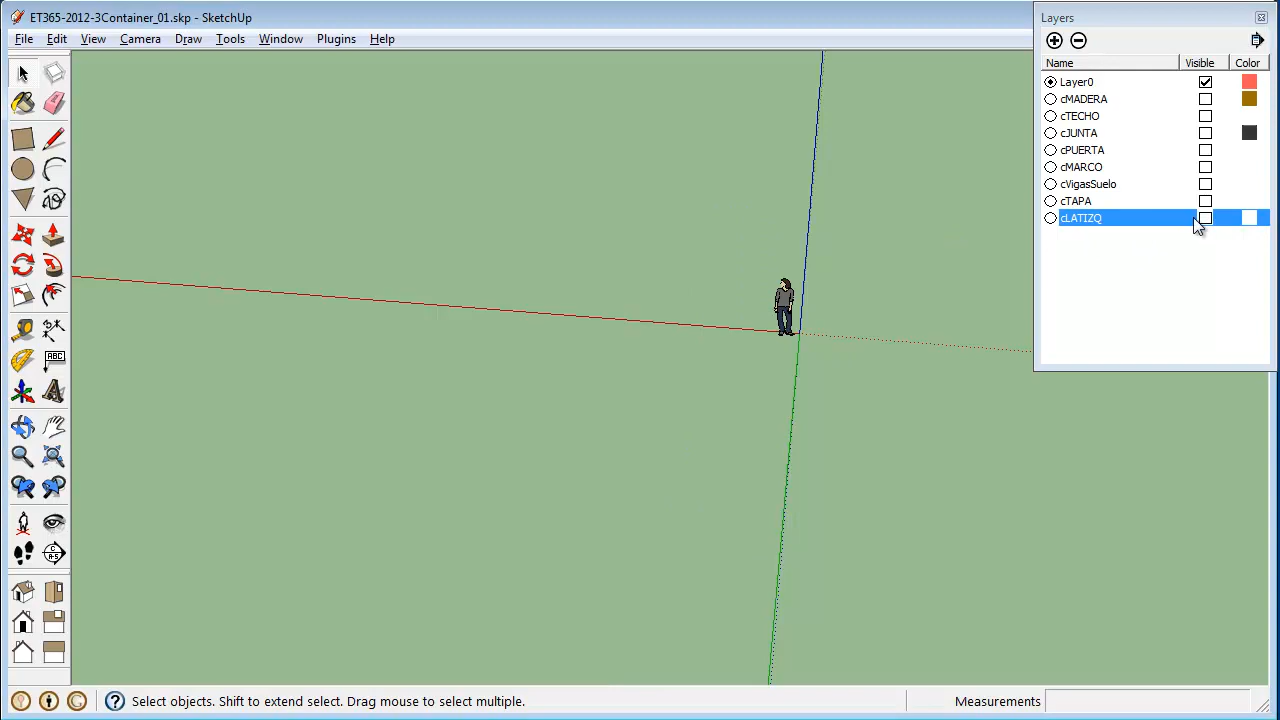 ET365-2012-3Container_01.skp - SketchUp
Layers
File Edit View Camera Draw Tools Window Plugins Help
Name Visible Color
Layer0
cMADERA
cTECHO
cJUNTA
cPUERTA
cMARCO
cVigasSuelo
cTAPA
cLATIZQ
ABC
A
C
A-S
G
? Select objects. Shift to extend select. Drag mouse to select multiple. Measurements